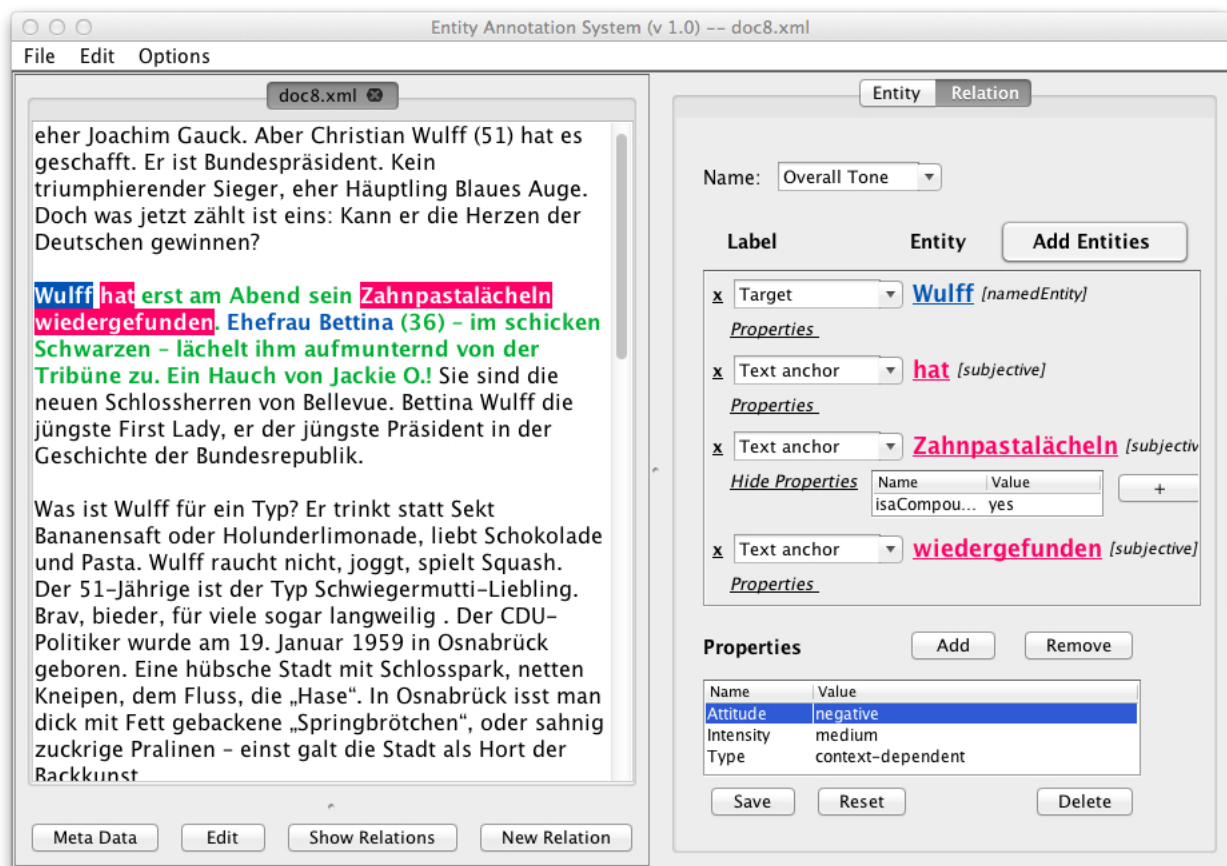 Entity Annotation System (v 1.0) -- doc8.xml
File Edit Options
doc8.xml
eher Joachim Gauck. Aber Christian Wulff (51) hat es
geschafft. Er ist Bundespräsident. Kein
triumphierender Sieger, eher Häuptling Blaues Auge.
Doch was jetzt zählt ist eins: Kann er die Herzen der
Deutschen gewinnen?
Wulff hat erst am Abend sein Zahnpastalächeln
wiedergefunden. Ehefrau Bettina (36) – im schicken
Schwarzen – lächelt ihm aufmunternd von der
Tribüne zu. Ein Hauch von Jackie O.! Sie sind die
neuen Schlossherren von Bellevue. Bettina Wulff die
jüngste First Lady, er der jüngste Präsident in der
Geschichte der Bundesrepublik.
Was ist Wulff für ein Typ? Er trinkt statt Sekt
Bananensaft oder Holunderlimonade, liebt Schokolade
und Pasta. Wulff raucht nicht, joggt, spielt Squash.
Der 51-Jährige ist der Typ Schwiegermutti-Liebling.
Brav, bieder, für viele sogar langweilig . Der CDU-
Politiker wurde am 19. Januar 1959 in Osnabrück
geboren. Eine hübsche Stadt mit Schlosspark, netten
Kneipen, dem Fluss, die „Hase“. In Osnabrück isst man
dick mit Fett gebackene „Springbrötchen“, oder sahnig
zuckrige Pralinen – einst galt die Stadt als Hort der
Backkunst
Meta Data Edit Show Relations New Relation
Entity Relation
Name: Overall Tone
Label Entity Add Entities
x Target Wulff [namedEntity]
Properties
x Text anchor hat [subjective]
Properties
x Text anchor Zahnpastalächeln [subjectiv
Hide Properties Name Value +
isaCompou... yes
x Text anchor wiedergefunden [subjective]
Properties
Properties Add Remove
Name Value
Attitude negative
Intensity medium
Type context-dependent
Save Reset Delete